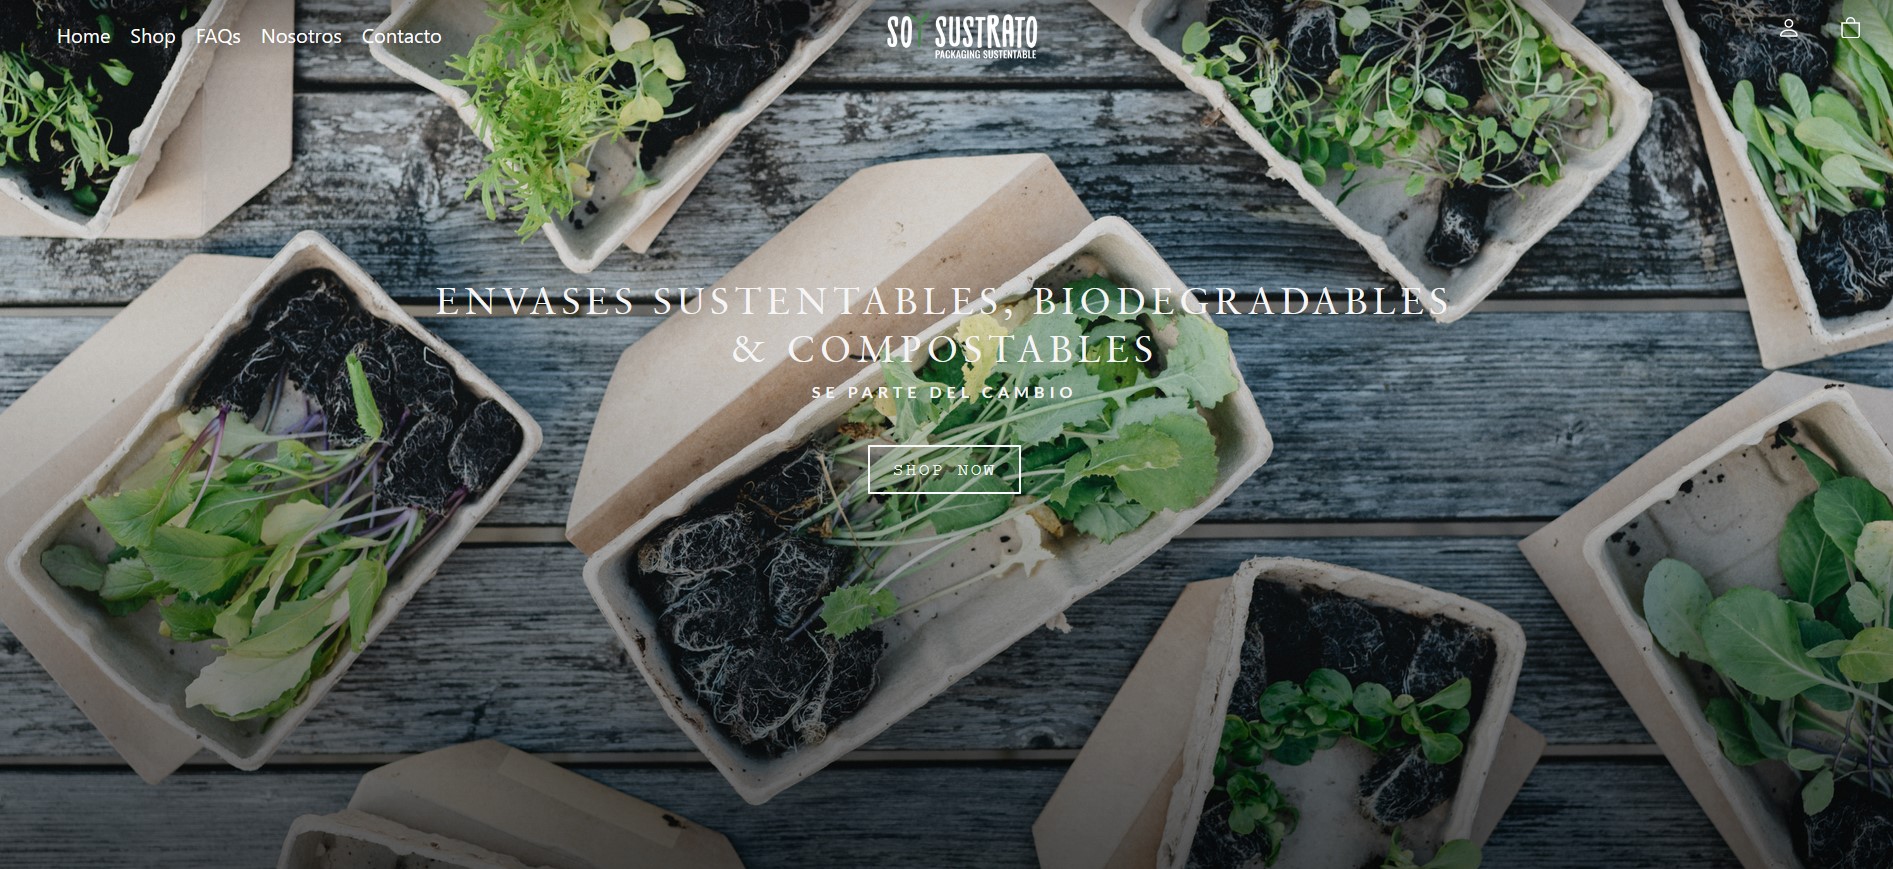 Home Shop FAQs Nosotros Contacto
SOY SUSTRATO
PACKAGING SUSTENTABLE
ENVASES SUSTENTABLES, BIODEGRADABLES
& COMPOSTABLES
SE PARTE DEL CAMBIO
SHOP NOW